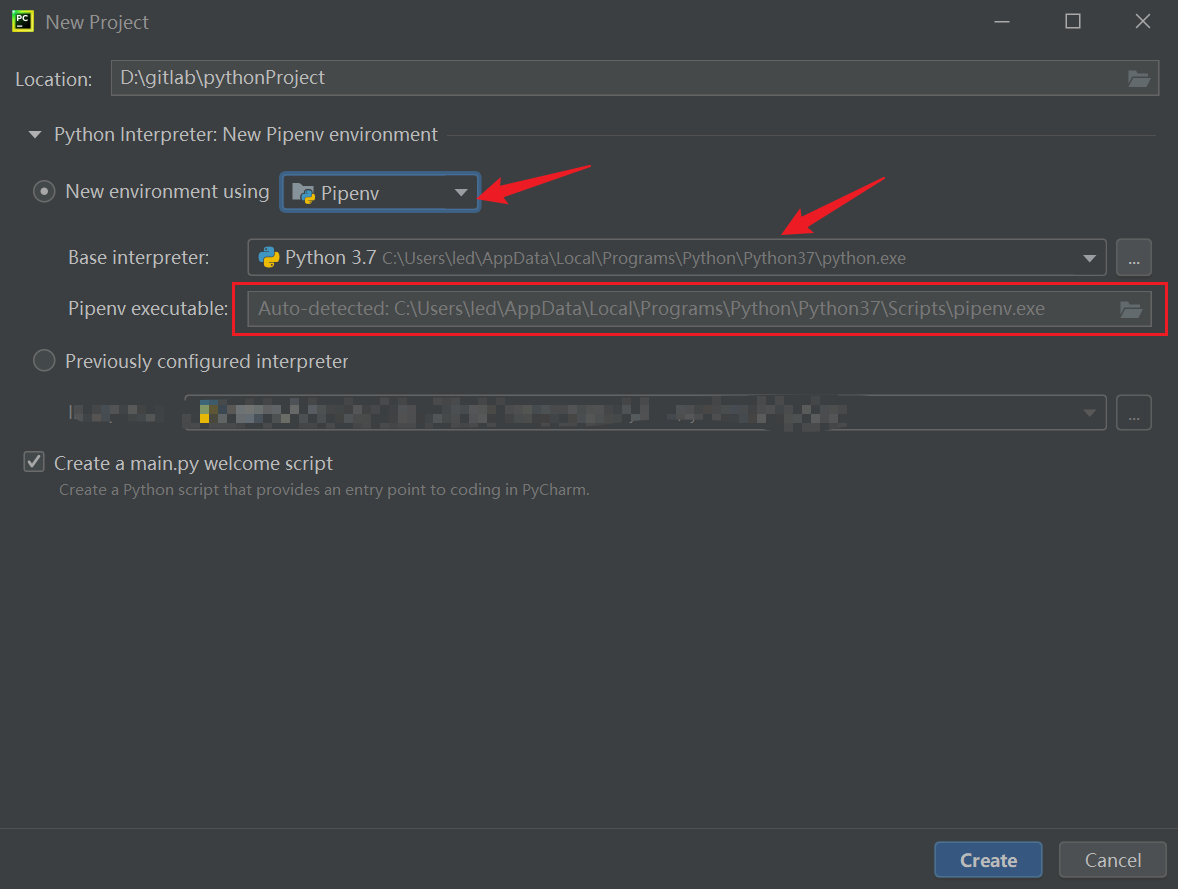 PC New Project
Location: D:\gitlab\pythonProject
Python Interpreter: New Pipenv environment
New environment using Pipenv
Base interpreter: Python 3.7 C:\Users\led\AppData\Local\Programs\Python\Python37\python.exe ...
Pipenv executable: Auto-detected: C:\Users\led\AppData\Local\Programs\Python\Python37\Scripts\pipenv.exe
Previously configured interpreter
...
Create a main.py welcome script
Create a Python script that provides an entry point to coding in PyCharm.
Create Cancel